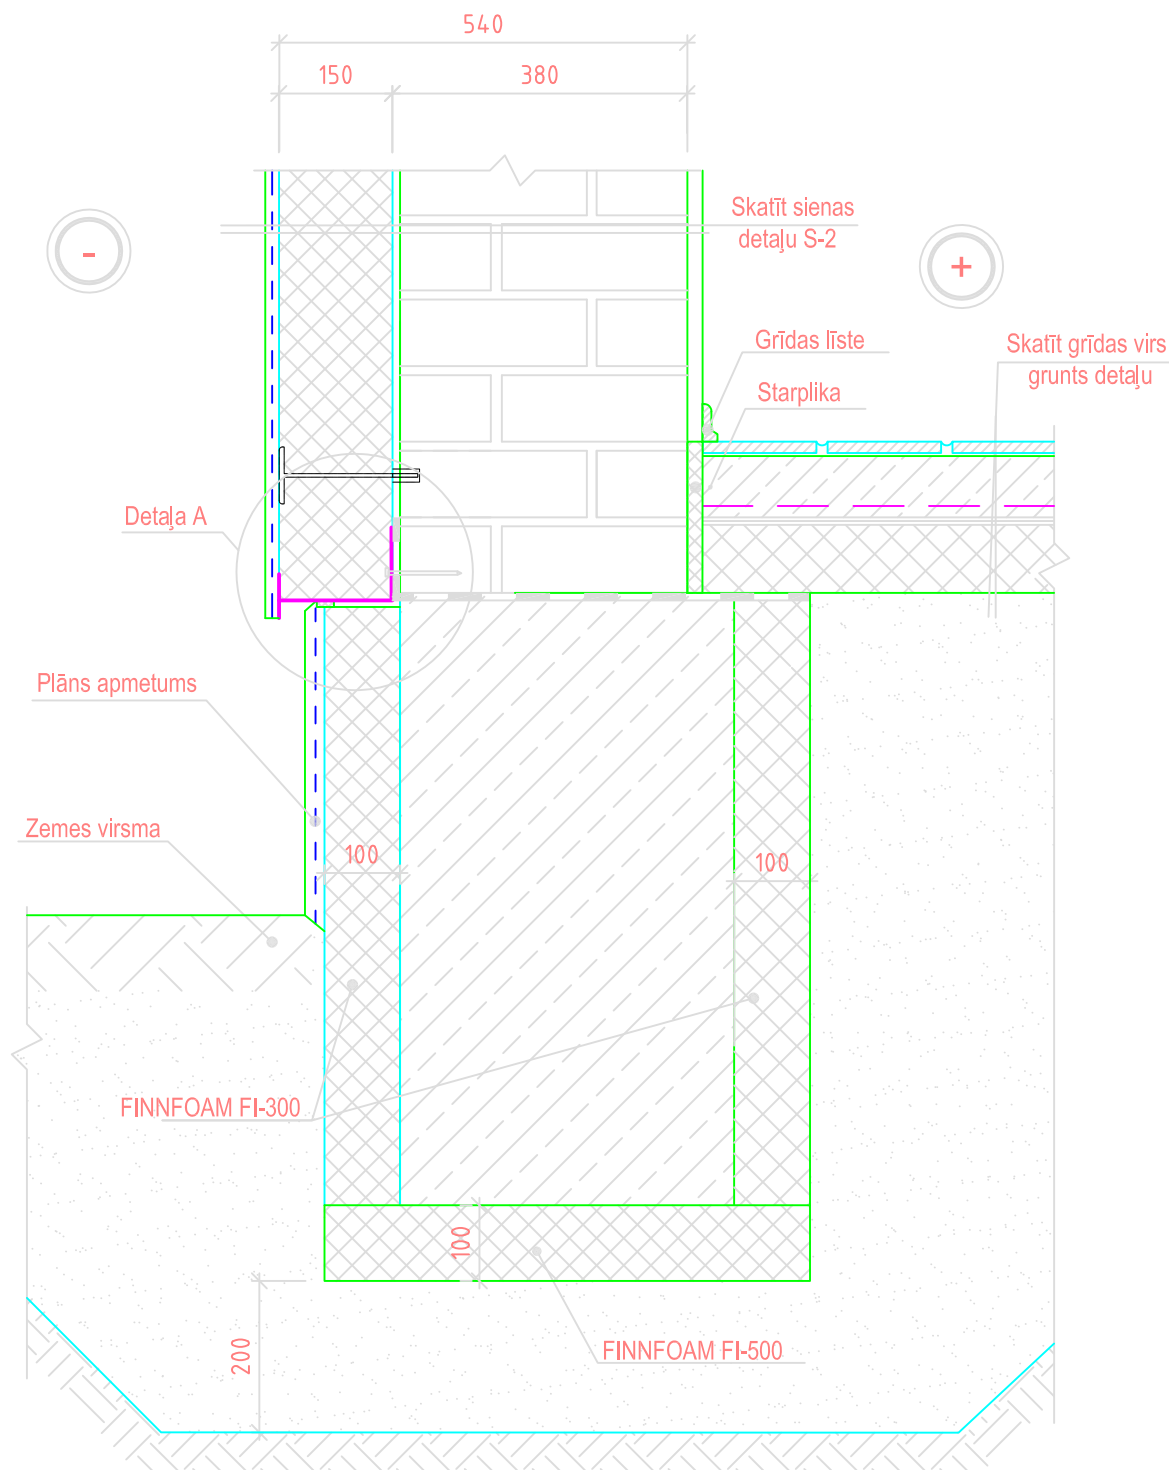 540
150
380
Skatīt sienas
detaļu S-2
-
+
Grīdas līste
Skatīt grīdas virs
grunts detaļu
Starplika
Detaļa A
Plāns apmetums
Zemes virsma
100
100
FINNFOAM FI-300
100
200
FINNFOAM FI-500